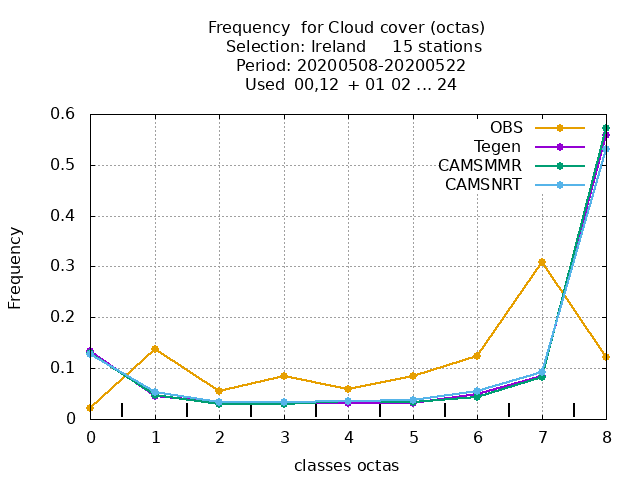 Frequency  for Cloud cover (octas)
Selection: Ireland     15 stations
Period: 20200508-20200522
Used  00,12  + 01 02 ... 24
0.6
0.5
0.4
0.3
0.2
0.1
0
Frequency
OBS
Tegen
CAMSMMR
CAMSNRT
0 1 2 3 4 5 6 7 8
classes octas